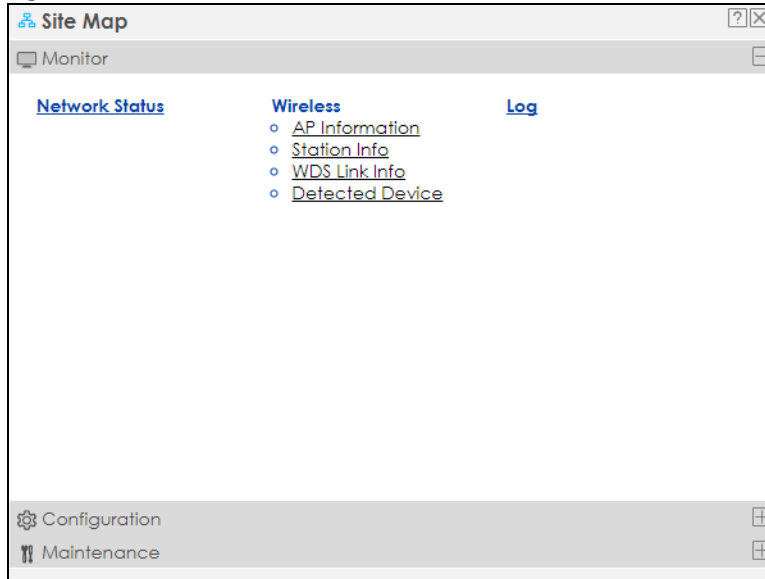 Site Map
?
Monitor
Network Status
Wireless
AP Information
Station Info
WDS Link Info
Detected Device
Log
Configuration
Maintenance